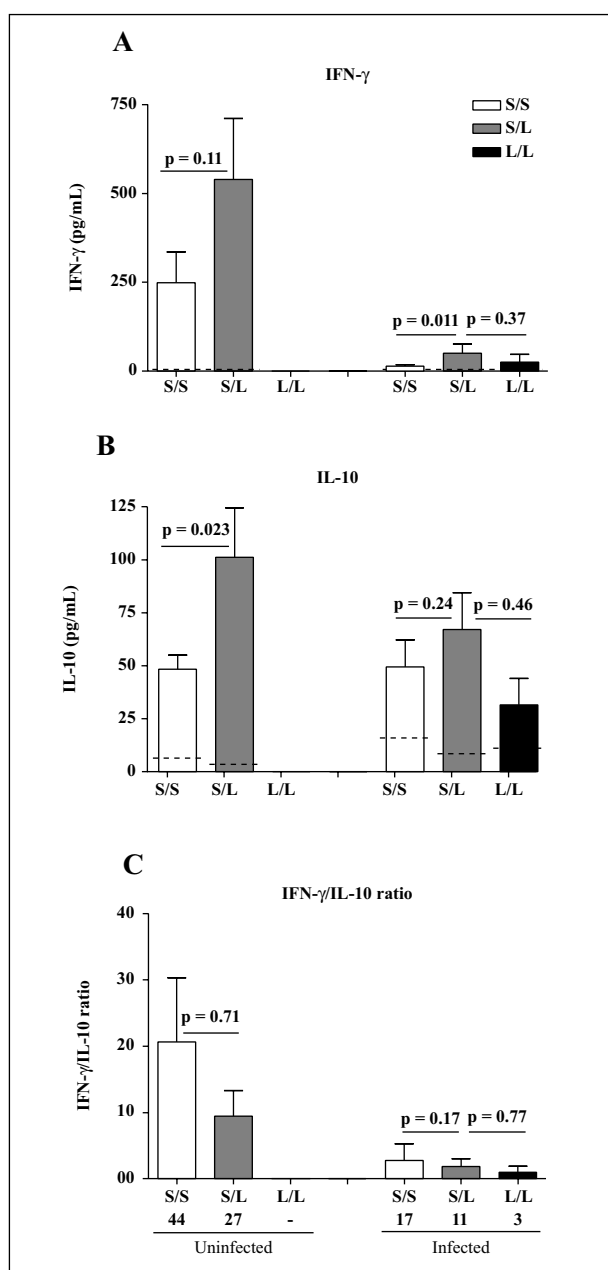 A
IFN-γ
750
500
250
0
IFN-γ (pg/mL)
S/S
S/L
L/L
p = 0.11
p = 0.011
p = 0.37
S/S S/L L/L S/S S/L L/L
B
IL-10
125
100
75
50
25
0
IL-10 (pg/mL)
p = 0.023
p = 0.24
p = 0.46
S/S S/L L/L S/S S/L L/L
C
IFN-γ/IL-10 ratio
40
30
20
10
00
IFN-γ/IL-10 ratio
p = 0.71
p = 0.17
p = 0.77
S/S S/L L/L S/S S/L L/L
44 27 - 17 11 3
Uninfected Infected